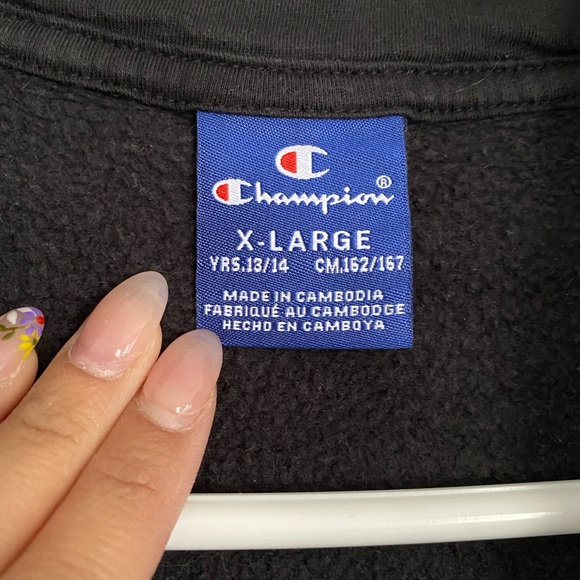 Champion®
X-LARGE
YRS.13/14 CM.162/167
MADE IN CAMBODIA
FABRIQUÉ AU CAMBODGE
HECHO EN CAMBOYA